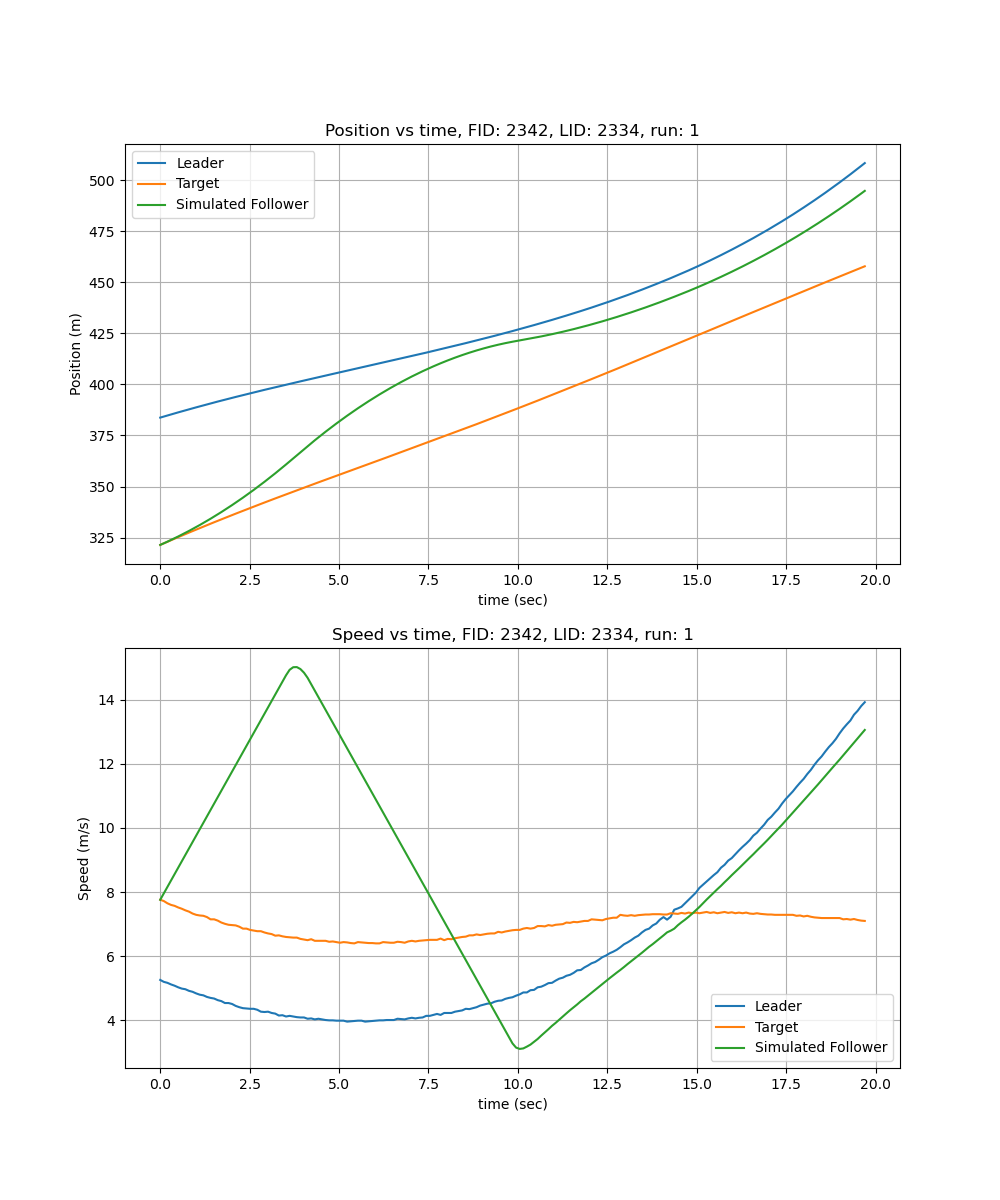 Position vs time, FID: 2342, LID: 2334, run: 1
Leader
Target
Simulated Follower
500
475
450
425
400
375
350
325
Position (m)
0.0 2.5 5.0 7.5 10.0 12.5 15.0 17.5 20.0
time (sec)
Speed vs time, FID: 2342, LID: 2334, run: 1
14
12
10
8
6
4
Speed (m/s)
Leader
Target
Simulated Follower
0.0 2.5 5.0 7.5 10.0 12.5 15.0 17.5 20.0
time (sec)